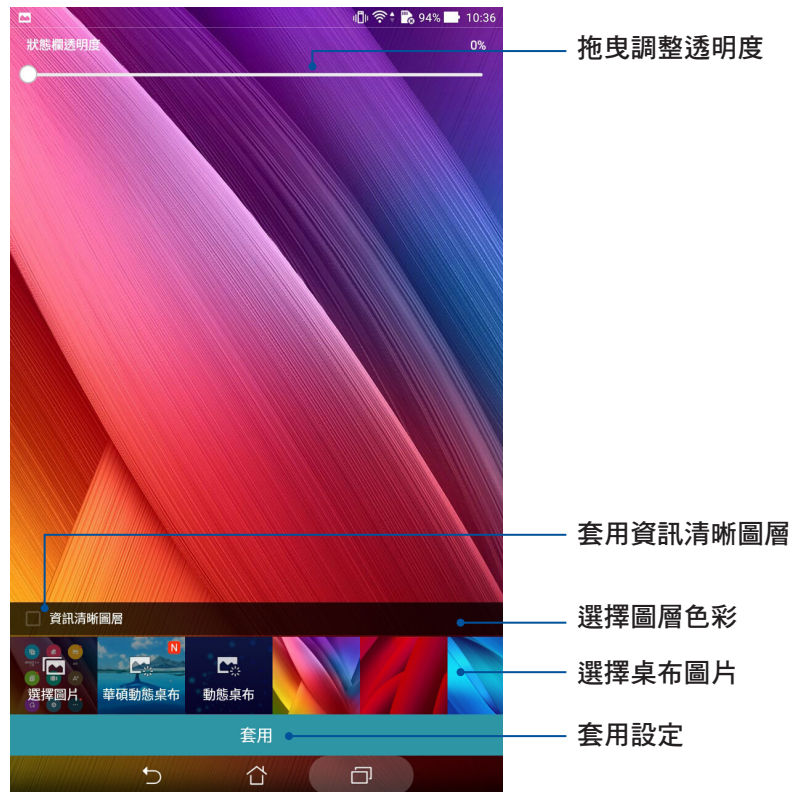 94% 10:36
狀態欄透明度 0%
拖曳調整透明度
套用資訊清晰圖層
資訊清晰圖層
選擇圖層色彩
N
選擇圖片 華碩動態桌布 動態桌布
選擇桌布圖片
套用
套用設定